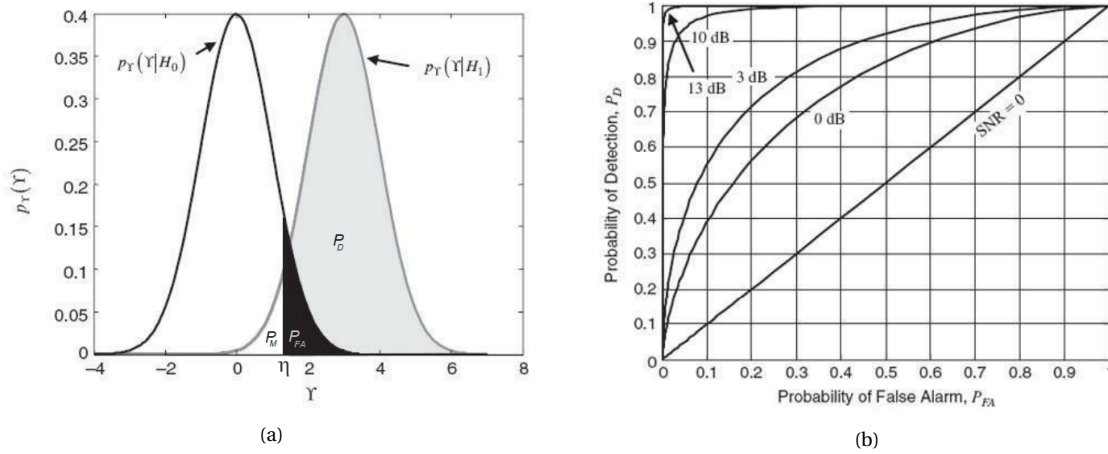 0.4
0.35
0.3
0.25
0.2
0.15
0.1
0.05
0
−4
−2
0
η
2
4
6
8
ϒ
p_ϒ(ϒ)
p_ϒ(ϒ|H_0)
p_ϒ(ϒ|H_1)
P_D
P_M
P_FA
(a)
1
0.9
0.8
0.7
0.6
0.5
0.4
0.3
0.2
0.1
0
0 0.1 0.2 0.3 0.4 0.5 0.6 0.7 0.8 0.9
Probability of Detection, P_D
Probability of False Alarm, P_FA
10 dB
13 dB
3 dB
0 dB
SNR = 0
(b)